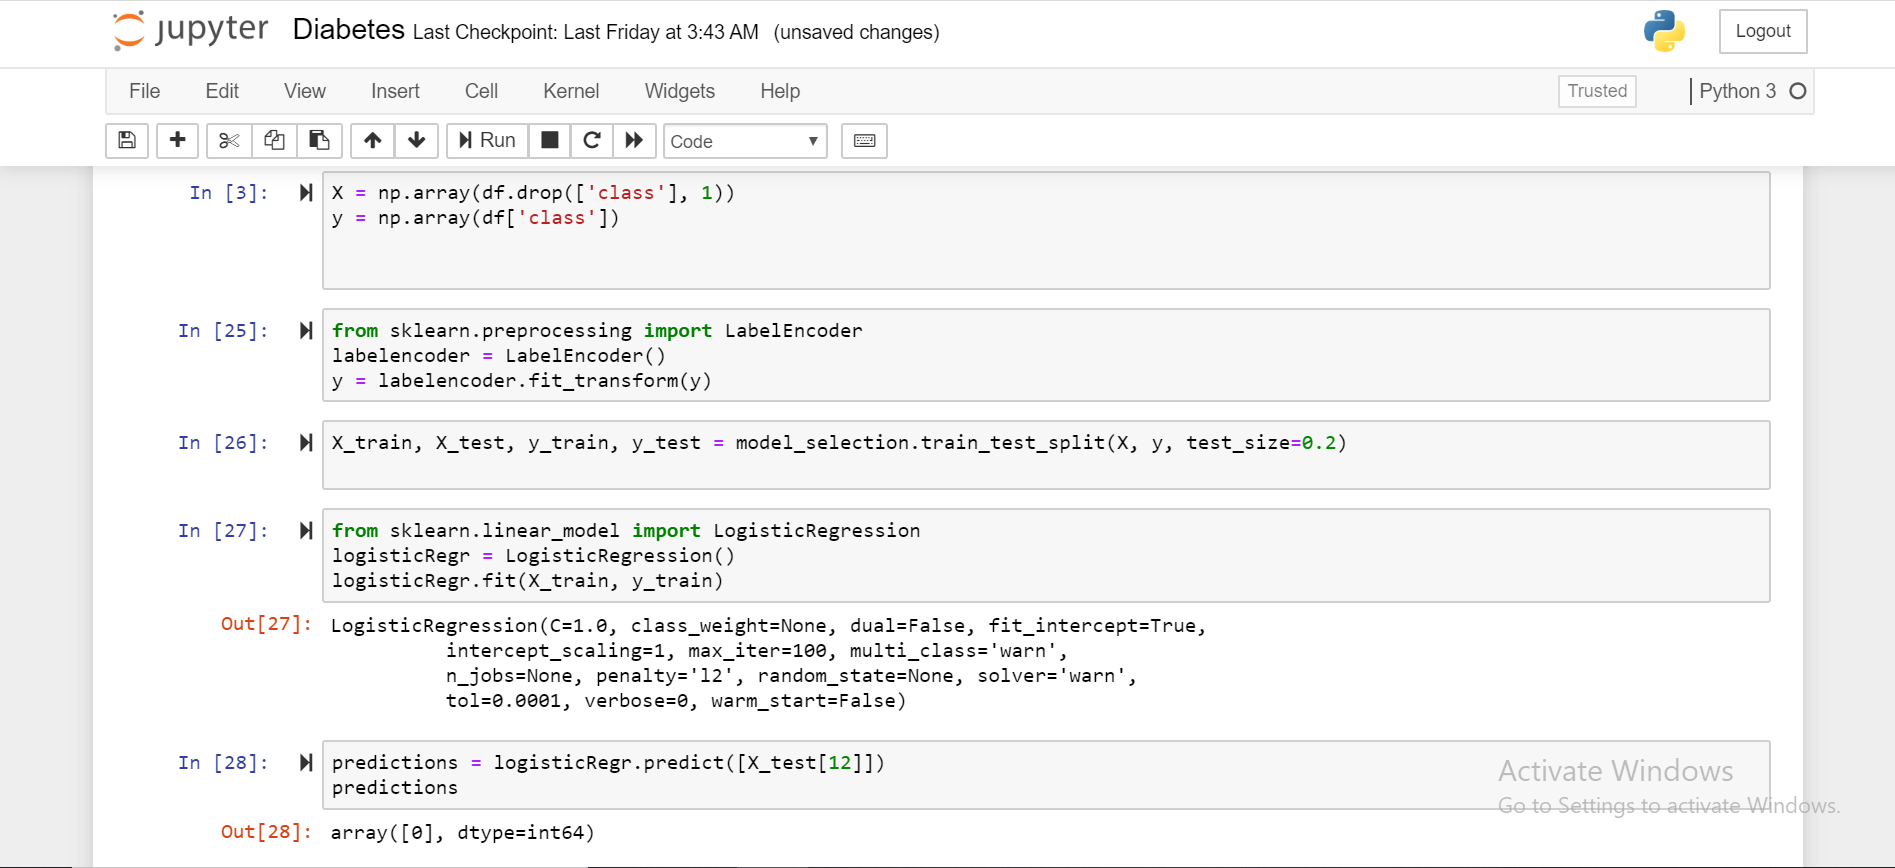 jupyter Diabetes Last Checkpoint: Last Friday at 3:43 AM (unsaved changes) Logout
File Edit View Insert Cell Kernel Widgets Help Trusted Python 3
Run Code
In [3]: X = np.array(df.drop(['class'], 1))
y = np.array(df['class'])
In [25]: from sklearn.preprocessing import LabelEncoder
labelencoder = LabelEncoder()
y = labelencoder.fit_transform(y)
In [26]: X_train, X_test, y_train, y_test = model_selection.train_test_split(X, y, test_size=0.2)
In [27]: from sklearn.linear_model import LogisticRegression
logisticRegr = LogisticRegression()
logisticRegr.fit(X_train, y_train)
Out[27]: LogisticRegression(C=1.0, class_weight=None, dual=False, fit_intercept=True,
intercept_scaling=1, max_iter=100, multi_class='warn',
n_jobs=None, penalty='l2', random_state=None, solver='warn',
tol=0.0001, verbose=0, warm_start=False)
In [28]: predictions = logisticRegr.predict([X_test[12]])
predictions
Out[28]: array([0], dtype=int64)
Activate Windows
Go to Settings to activate Windows.